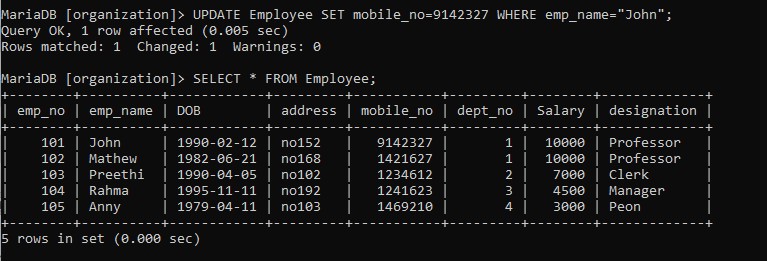 MariaDB [organization]> UPDATE Employee SET mobile_no=9142327 WHERE emp_name="John";
Query OK, 1 row affected (0.005 sec)
Rows matched: 1  Changed: 1  Warnings: 0

MariaDB [organization]> SELECT * FROM Employee;
+--------+----------+------------+---------+-----------+---------+--------+-------------+
| emp_no | emp_name | DOB        | address | mobile_no | dept_no | Salary | designation |
+--------+----------+------------+---------+-----------+---------+--------+-------------+
|    101 | John     | 1990-02-12 | no152   |   9142327 |       1 |  10000 | Professor   |
|    102 | Mathew   | 1982-06-21 | no168   |   1421627 |       1 |  10000 | Professor   |
|    103 | Preethi  | 1990-04-05 | no102   |   1234612 |       2 |   7000 | Clerk       |
|    104 | Rahma    | 1995-11-11 | no192   |   1241623 |       3 |   4500 | Manager     |
|    105 | Anny     | 1979-04-11 | no103   |   1469210 |       4 |   3000 | Peon        |
+--------+----------+------------+---------+-----------+---------+--------+-------------+
5 rows in set (0.000 sec)